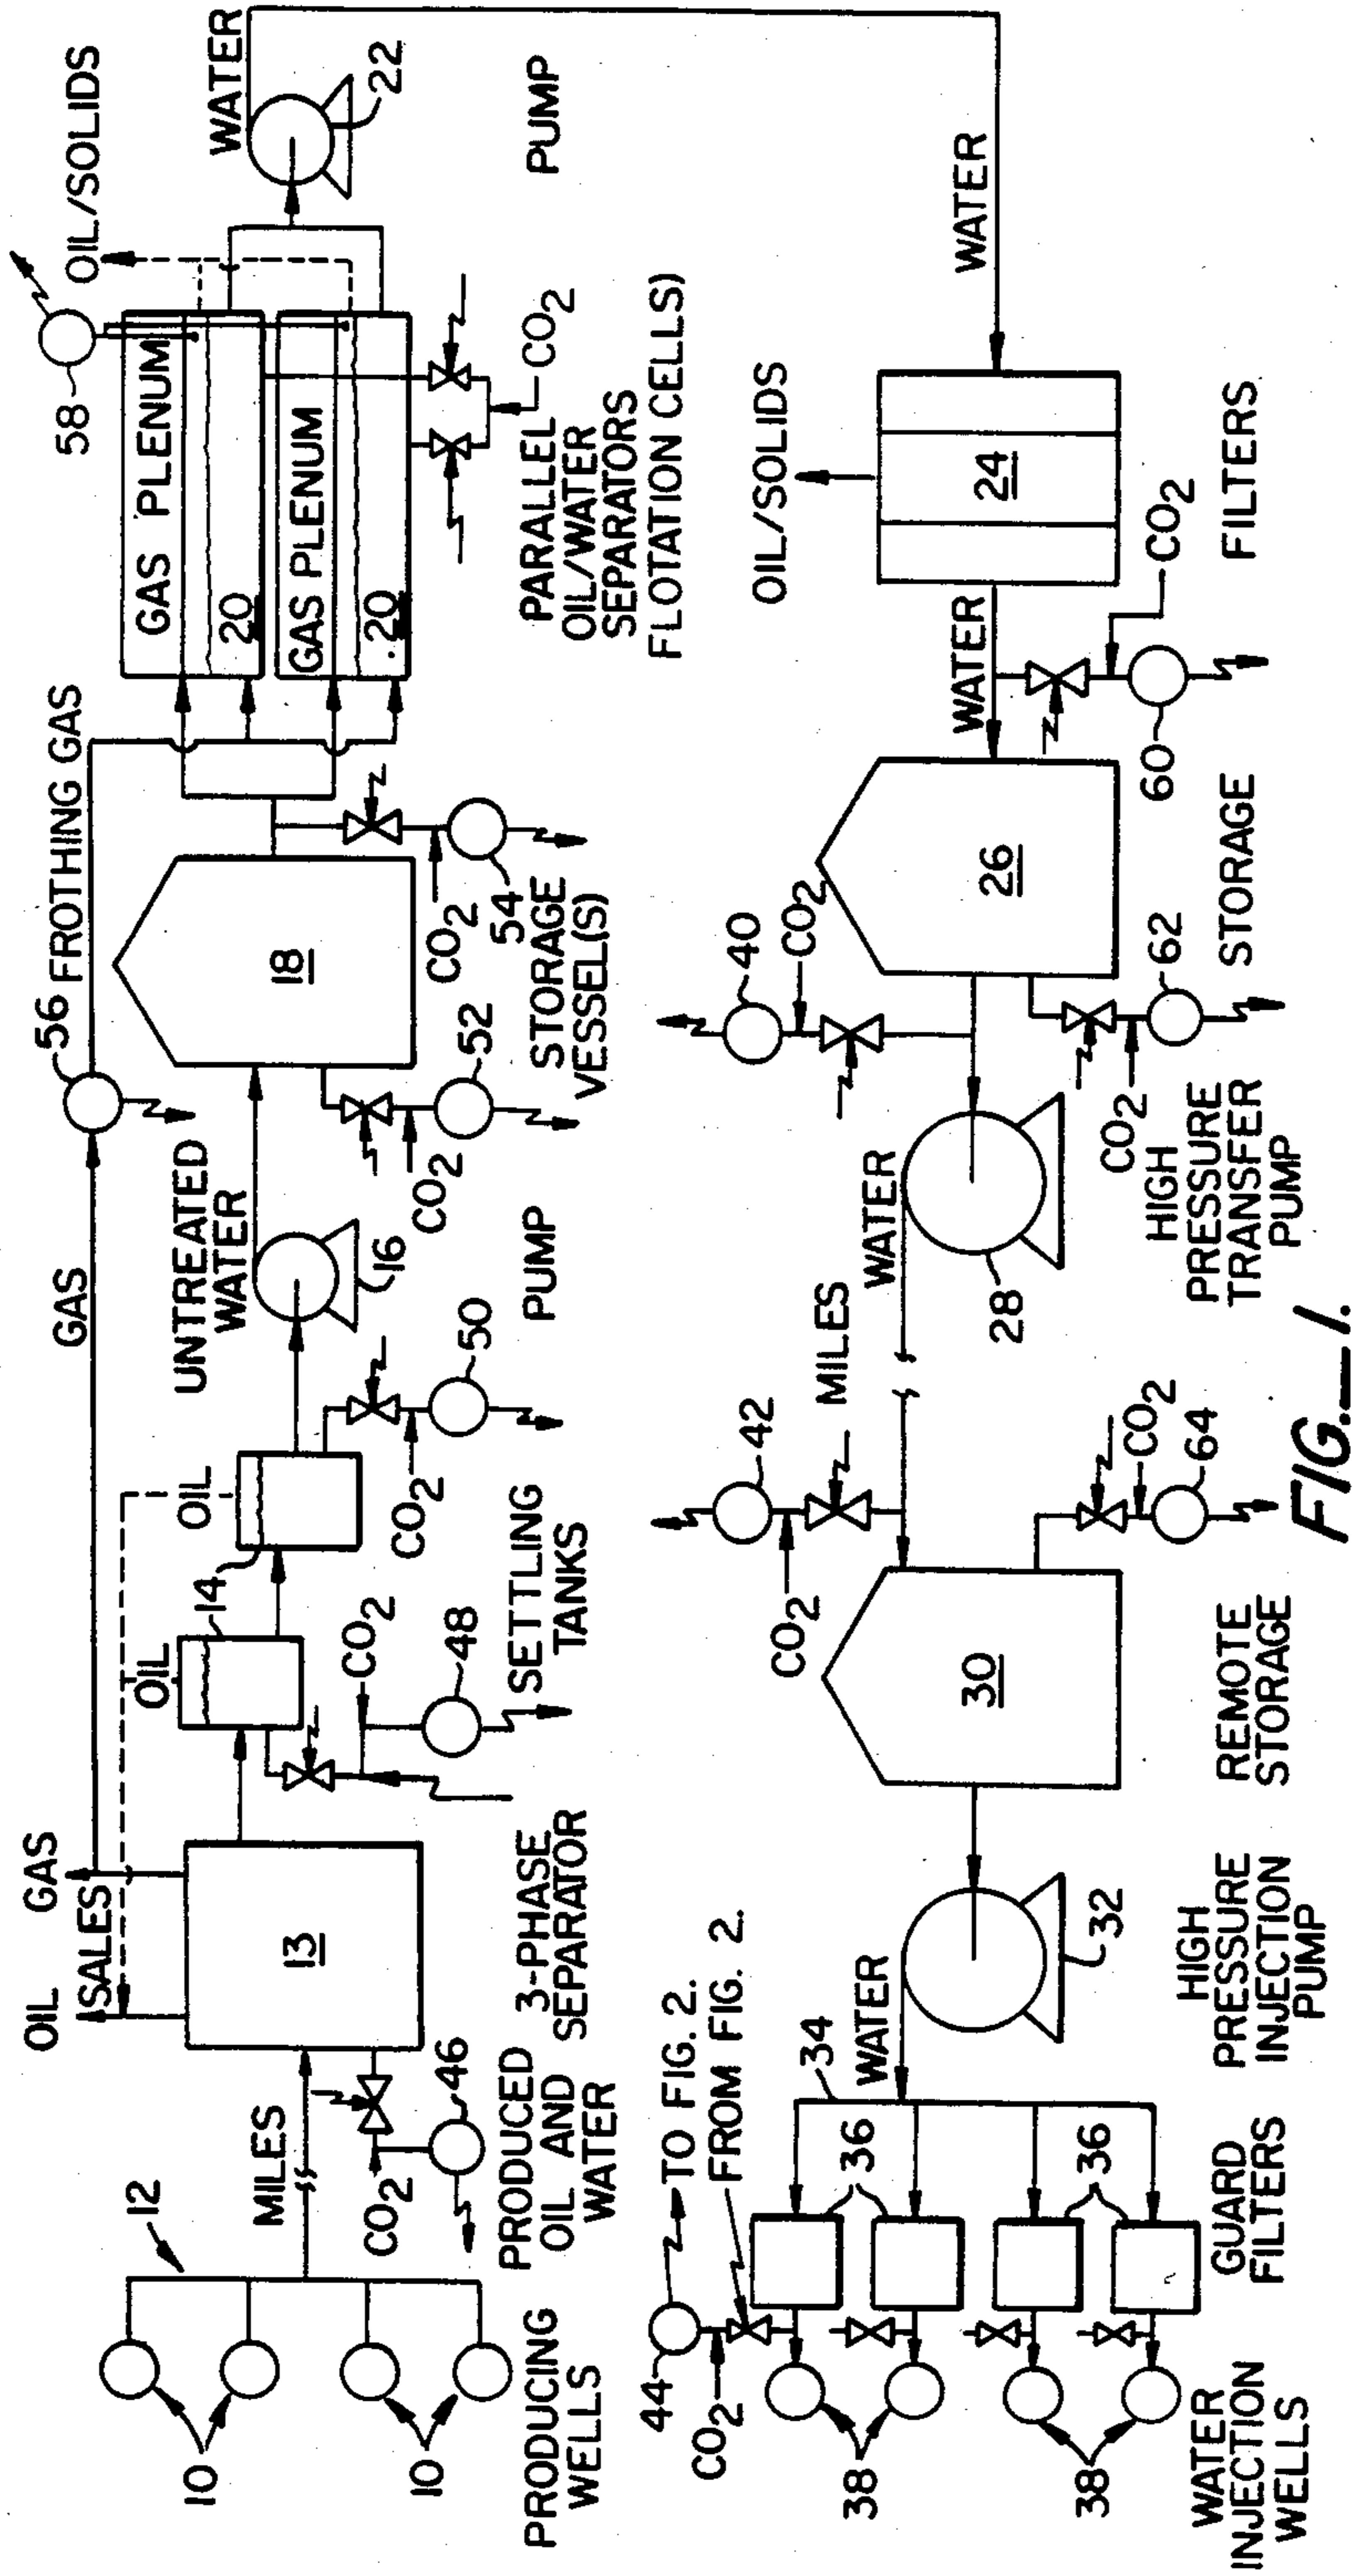 OIL
GAS
SALES
GAS
56
FROTHING GAS
58
OIL/SOLIDS
WATER
12
MILES
13
OIL
14
OIL
UNTREATED
WATER
16
18
GAS PLENUM
20
GAS PLENUM
20
22
10
10
CO2
46
CO2
48
CO2
50
CO2
52
CO2
54
CO2
PRODUCING
WELLS
PRODUCED
OIL AND
WATER
3-PHASE
SEPARATOR
SETTLING
TANKS
PUMP
STORAGE
VESSEL(S)
PARALLEL
OIL/WATER
SEPARATORS
FLOTATION CELLS)
PUMP
44
TO FIG. 2.
FROM FIG. 2.
CO2
34
WATER
36
36
38
38
32
30
CO2
42
MILES
WATER
28
CO2
64
40
CO2
26
CO2
62
WATER
OIL/SOLIDS
24
WATER
CO2
60
WATER
INJECTION
WELLS
GUARD
FILTERS
HIGH
PRESSURE
INJECTION
PUMP
REMOTE
STORAGE
HIGH
PRESSURE
TRANSFER
PUMP
STORAGE
FILTERS
FIG.__1.